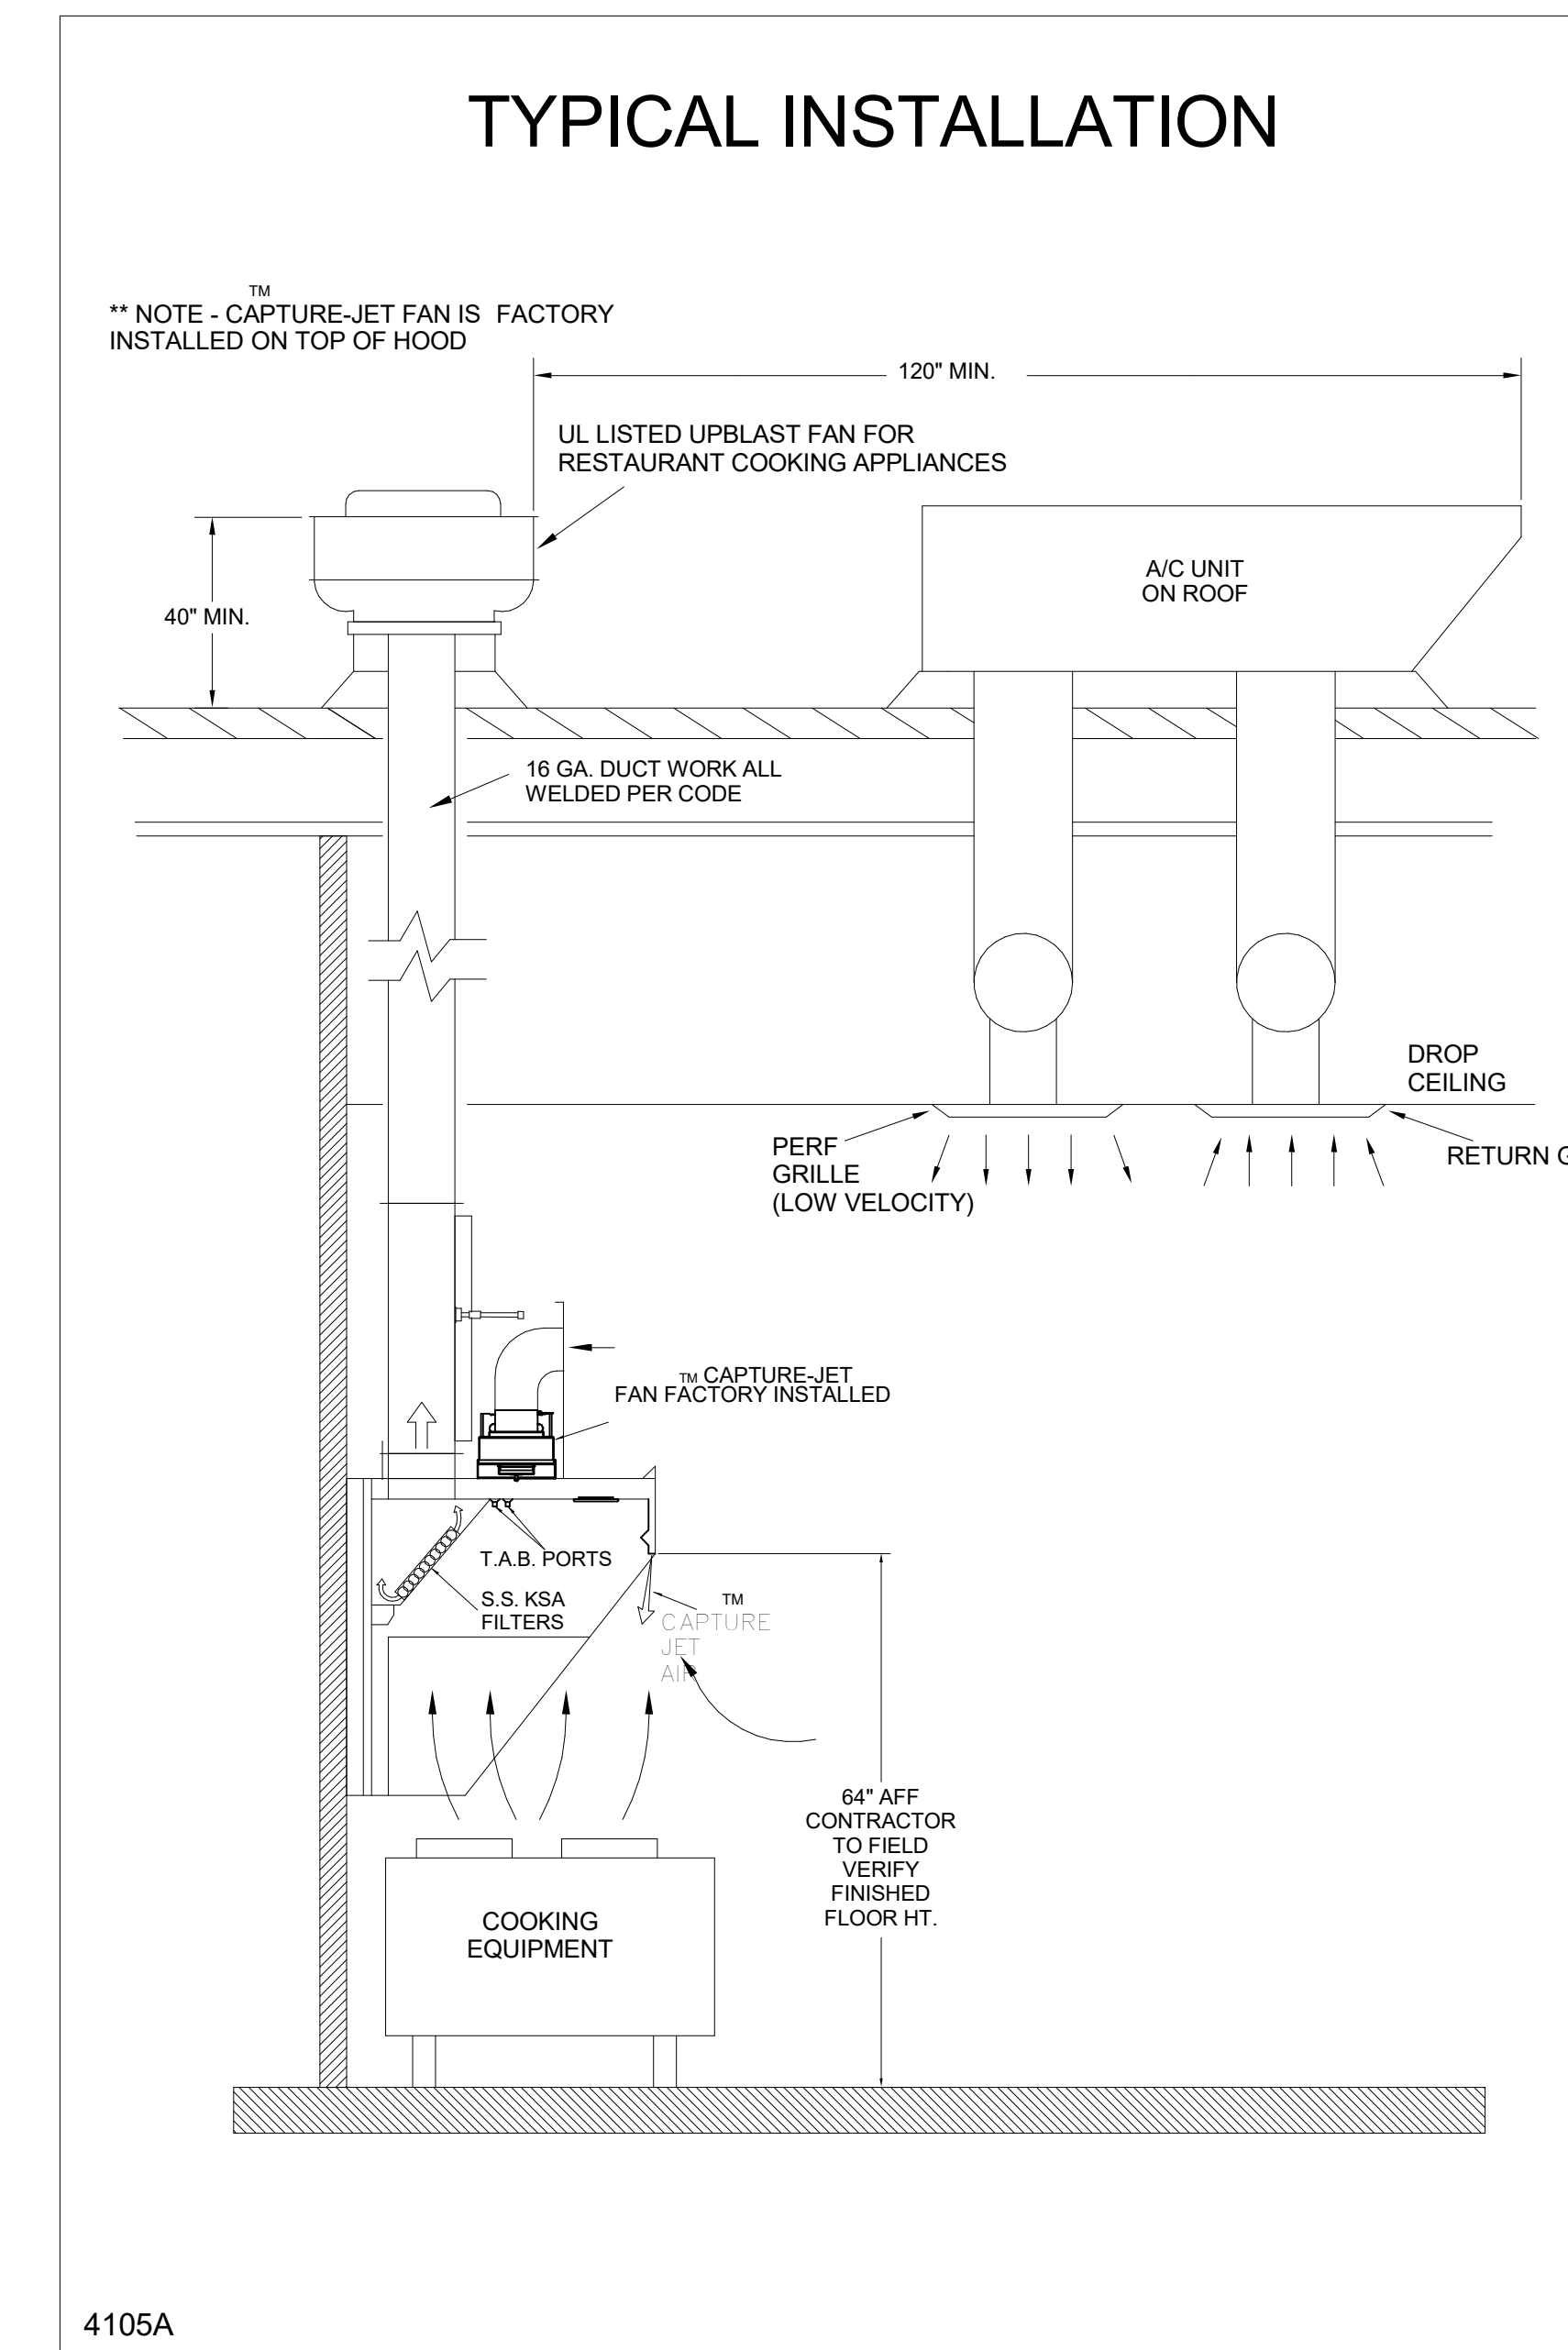 TYPICAL INSTALLATION
TM
** NOTE - CAPTURE-JET FAN IS FACTORY
INSTALLED ON TOP OF HOOD
120" MIN.
UL LISTED UPBLAST FAN FOR
RESTAURANT COOKING APPLIANCES
A/C UNIT
ON ROOF
40" MIN.
16 GA. DUCT WORK ALL
WELDED PER CODE
DROP
CEILING
PERF
GRILLE
(LOW VELOCITY)
RETURN
TM CAPTURE-JET
FAN FACTORY INSTALLED
T.A.B. PORTS
S.S. KSA
FILTERS
TM
CAPTURE
JET
AIR
64" AFF
CONTRACTOR
TO FIELD
VERIFY
FINISHED
FLOOR HT.
COOKING
EQUIPMENT
4105A